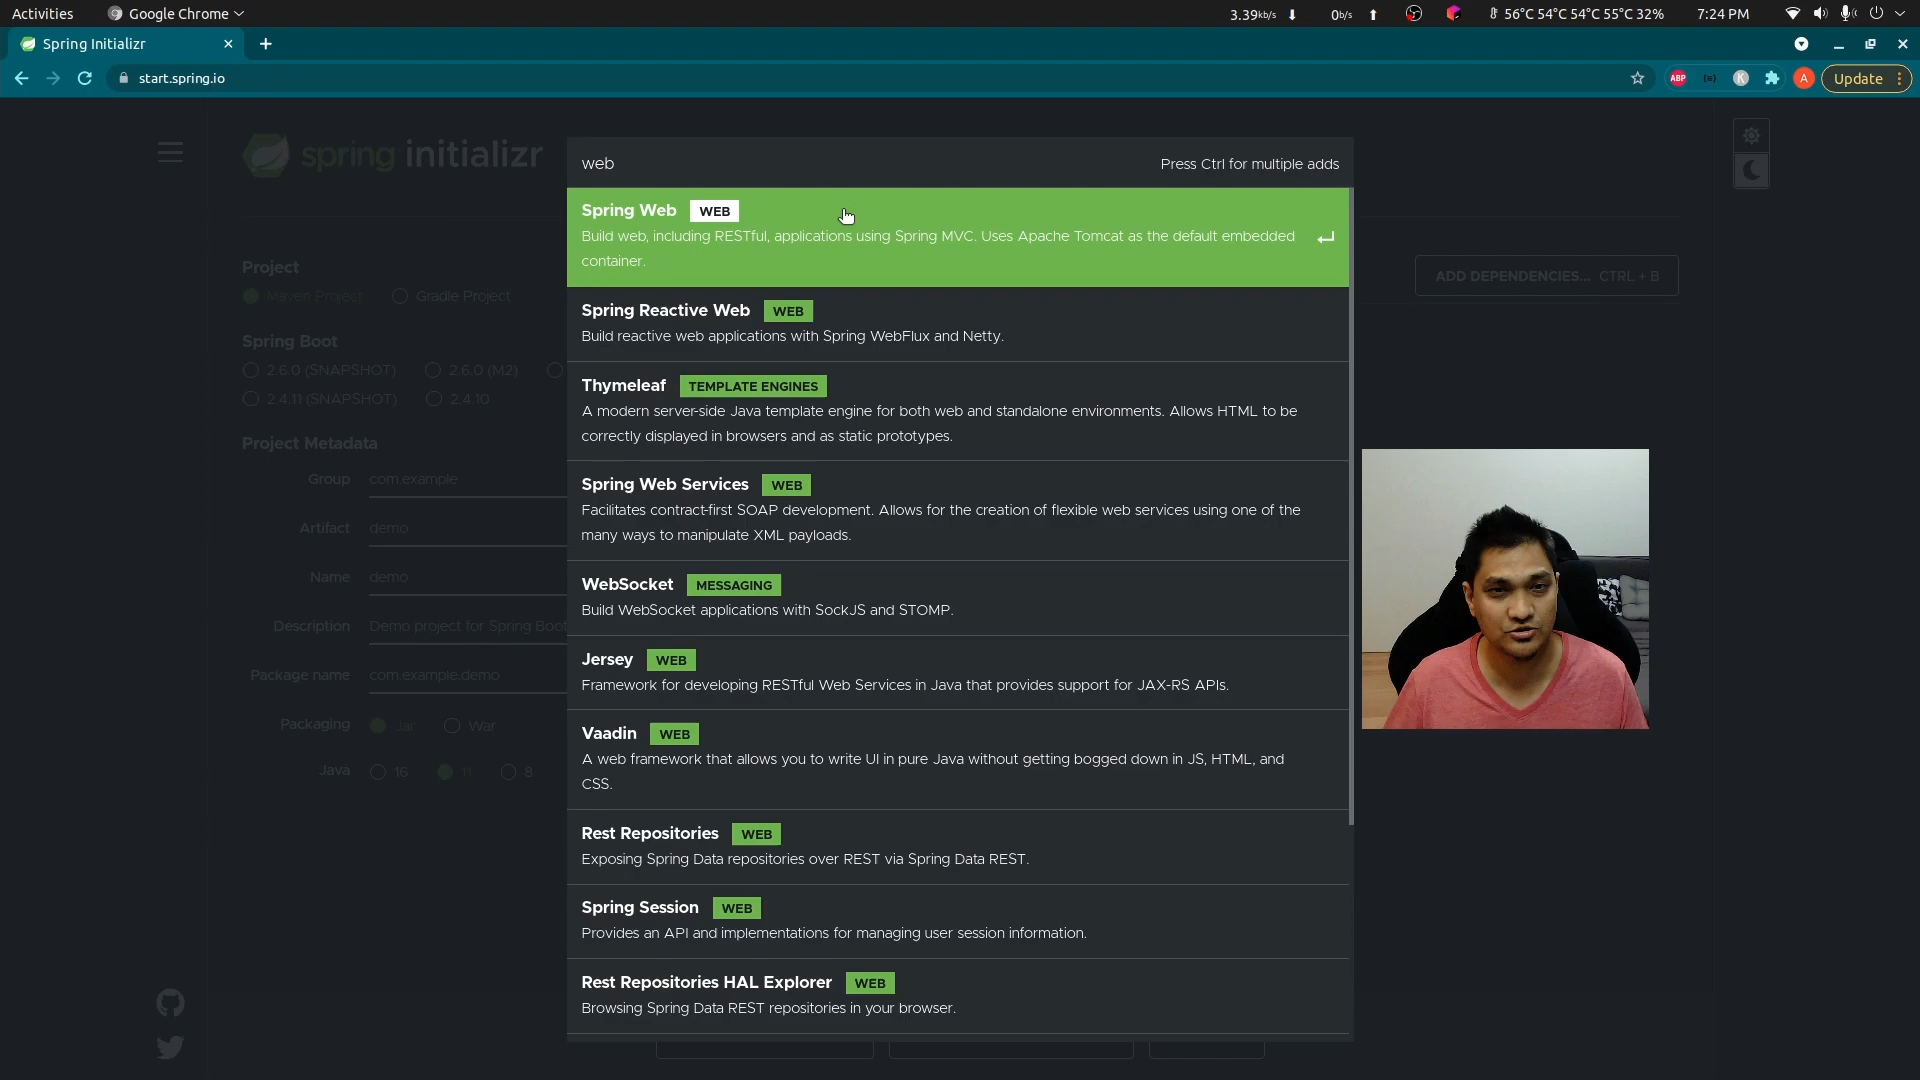 Activities
Google Chrome
3.39kb/s
0b/s
56°C 54°C 54°C 55°C 32%
7:24 PM
Spring Initializr
start.spring.io
ABP
K
A
Update
spring initializr
web
Press Ctrl for multiple adds
Spring Web WEB
Build web, including RESTful, applications using Spring MVC. Uses Apache Tomcat as the default embedded
container.
Spring Reactive Web WEB
Build reactive web applications with Spring WebFlux and Netty.
Thymeleaf TEMPLATE ENGINES
A modern server-side Java template engine for both web and standalone environments. Allows HTML to be
correctly displayed in browsers and as static prototypes.
Spring Web Services WEB
Facilitates contract-first SOAP development. Allows for the creation of flexible web services using one of the
many ways to manipulate XML payloads.
WebSocket MESSAGING
Build WebSocket applications with SockJS and STOMP.
Jersey WEB
Framework for developing RESTful Web Services in Java that provides support for JAX-RS APIs.
Vaadin WEB
A web framework that allows you to write UI in pure Java without getting bogged down in JS, HTML, and
CSS.
Rest Repositories WEB
Exposing Spring Data repositories over REST via Spring Data REST.
Spring Session WEB
Provides an API and implementations for managing user session information.
Rest Repositories HAL Explorer WEB
Browsing Spring Data REST repositories in your browser.
Project
Maven Project Gradle Project
Spring Boot
2.6.0 (SNAPSHOT) 2.6.0 (M2)
2.4.11 (SNAPSHOT) 2.4.10
Project Metadata
Group com.example
Artifact demo
Name demo
Description Demo project for Spring Boot
Package name com.example.demo
Packaging Jar War
Java 16 11 8
ADD DEPENDENCIES... CTRL + B